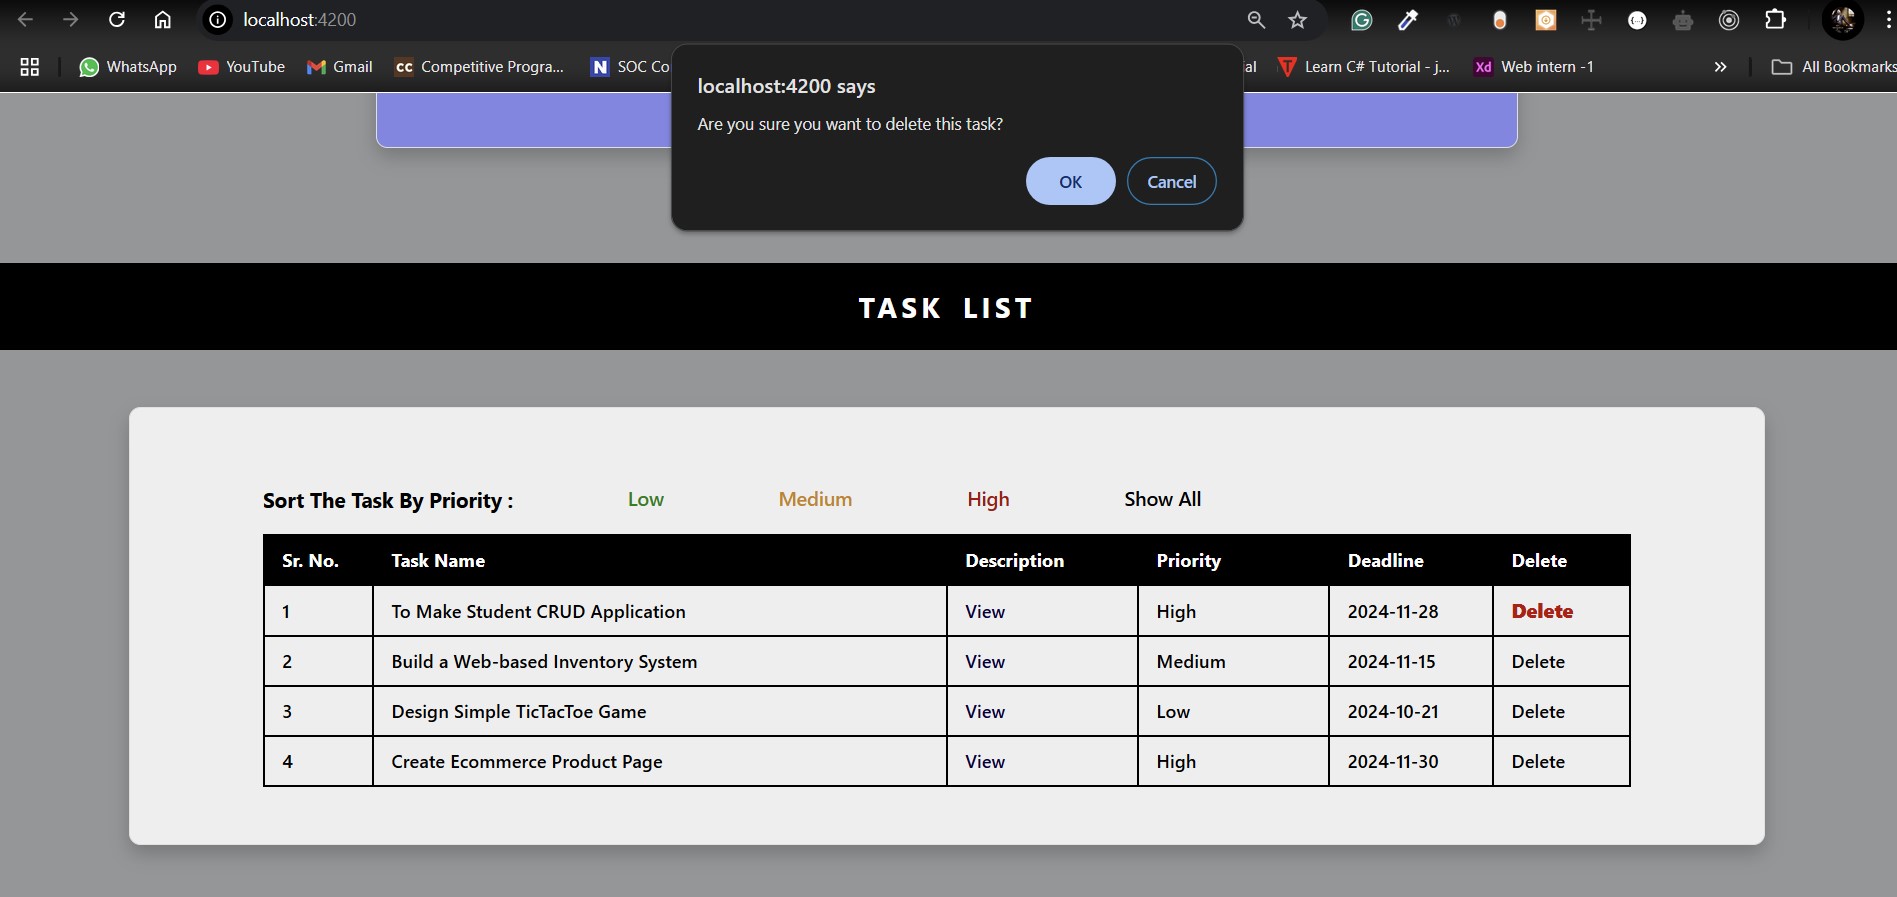 localhost:4200
WhatsApp YouTube Gmail CC Competitive Progra... N SOC Co al Learn C# Tutorial - j... Xd Web intern -1 » All Bookmarks
localhost:4200 says
Are you sure you want to delete this task?
OK Cancel
TASK LIST
Sort The Task By Priority : Low Medium High Show All
Sr. No. Task Name Description Priority Deadline Delete
1 To Make Student CRUD Application View High 2024-11-28 Delete
2 Build a Web-based Inventory System View Medium 2024-11-15 Delete
3 Design Simple TicTacToe Game View Low 2024-10-21 Delete
4 Create Ecommerce Product Page View High 2024-11-30 Delete